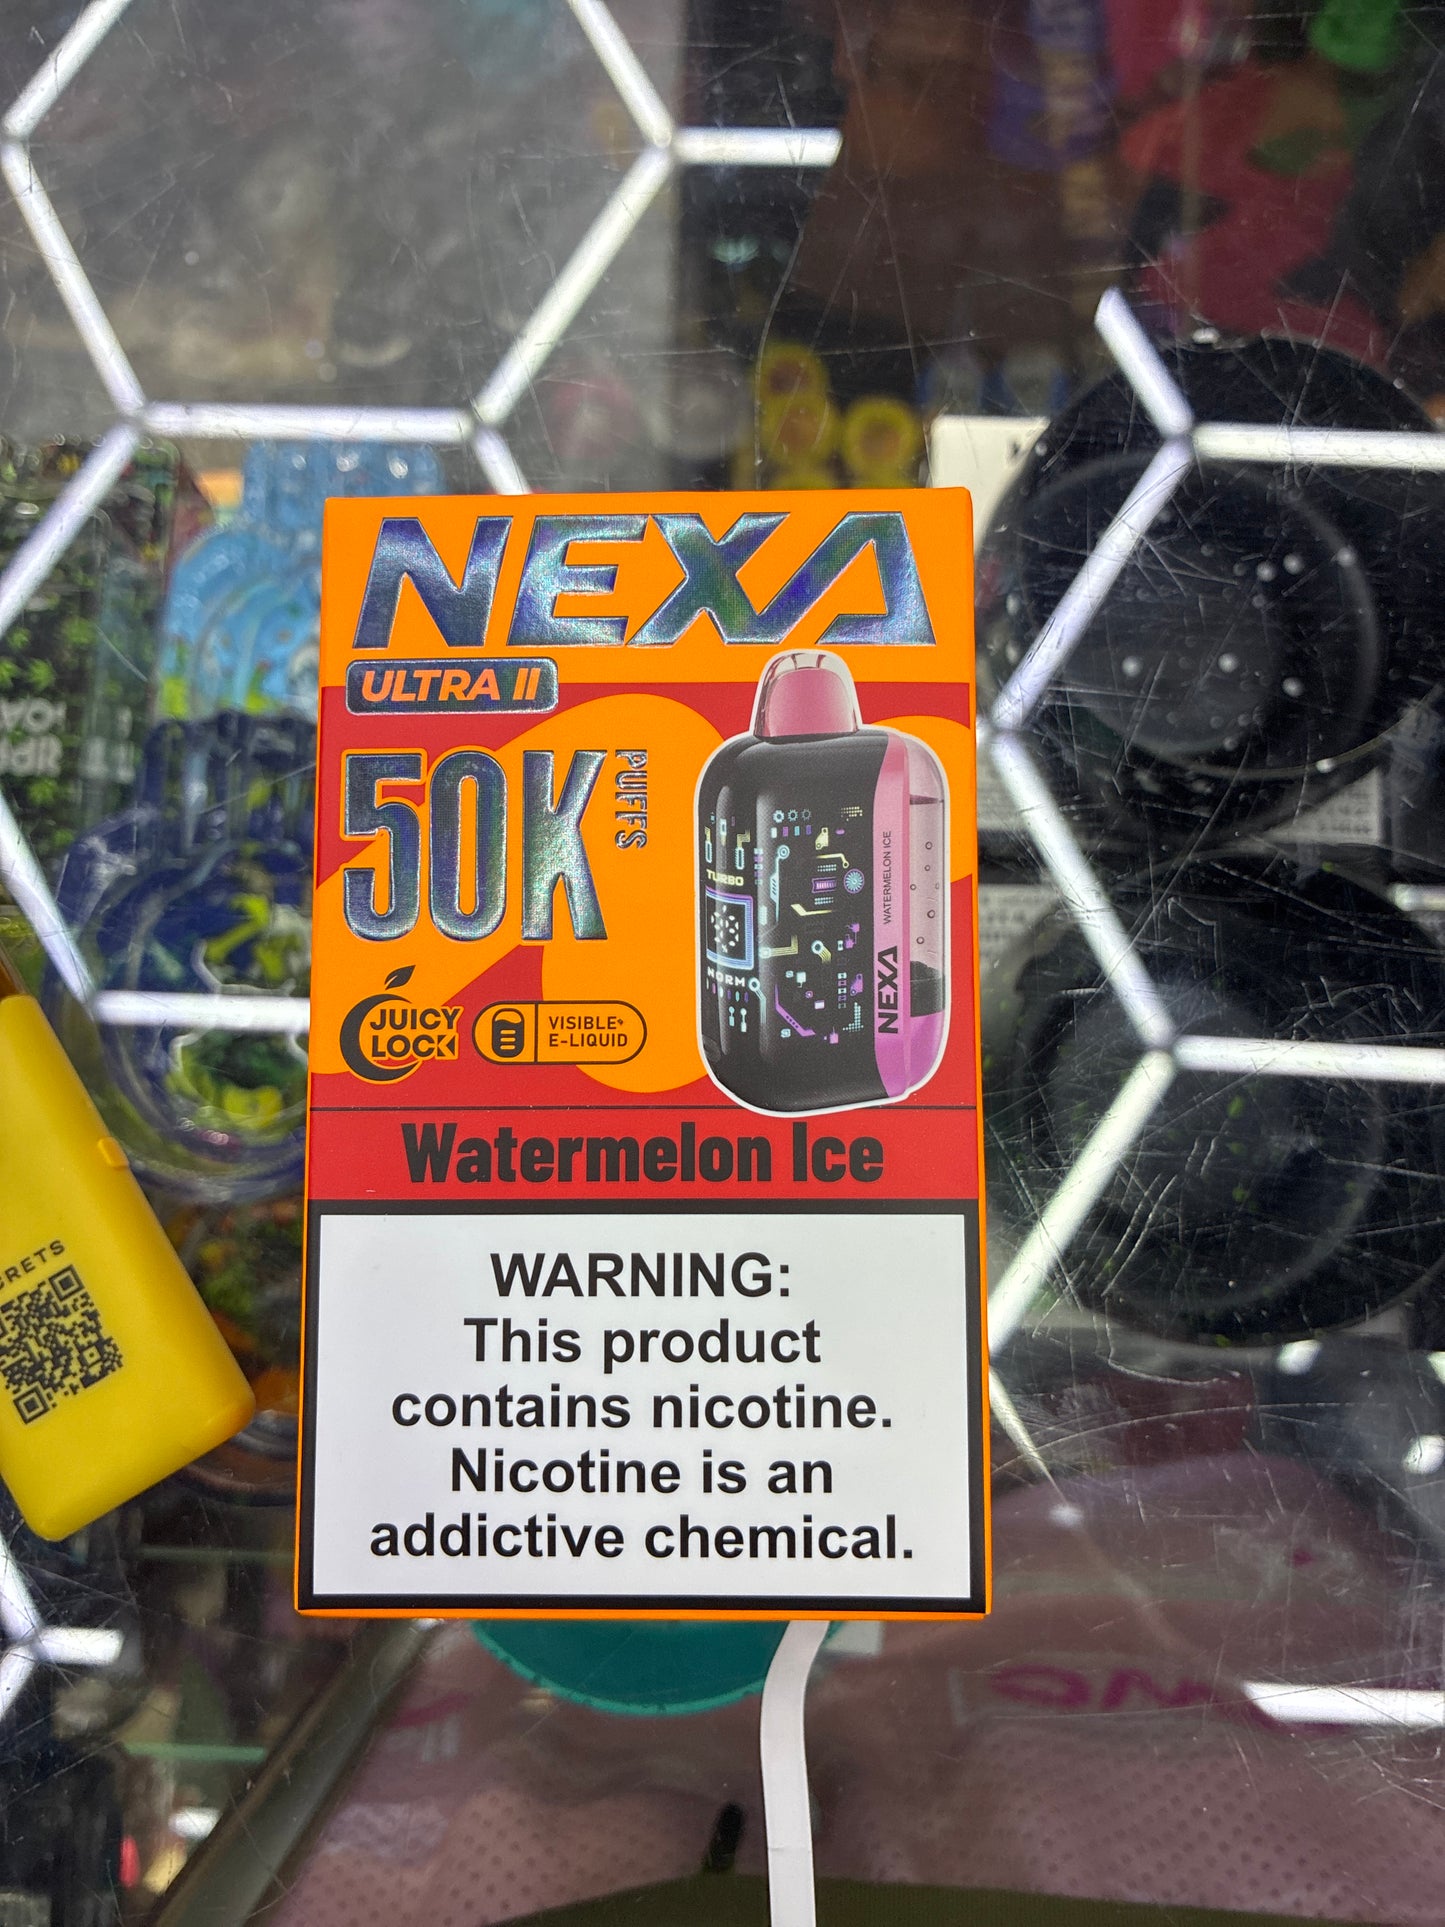 NEXA
ULTRA II
50K
PUFFS
JUICY
LOCK
VISIBLE
E-LIQUID
TURBO
NORM
NEXA WATERMELON ICE
Watermelon Ice
WARNING:
This product
contains nicotine.
Nicotine is an
addictive chemical.